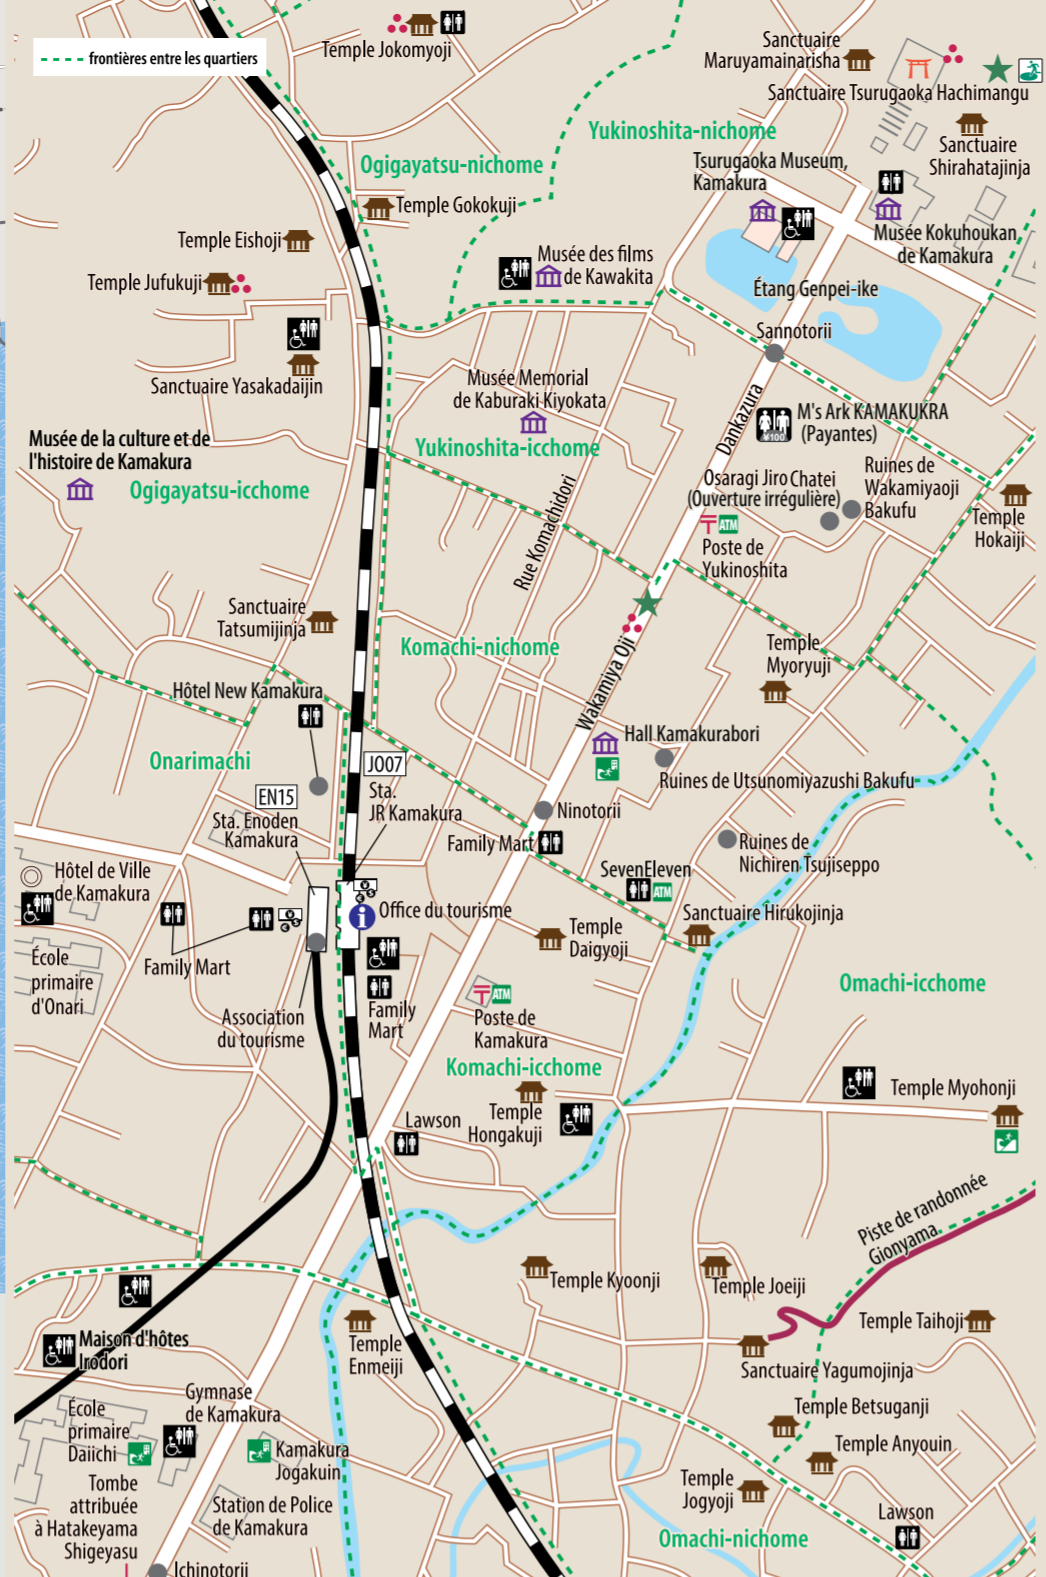 frontières entre les quartiers
Temple Jokomyoji
Sanctuaire
Maruyamainarisha
Sanctuaire Tsurugaoka Hachimangu
Sanctuaire
Shirahatajinja
Yukinoshita-nichome
Ogigayatsu-nichome
Tsurugaoka Museum,
Kamakura
Temple Gokokuji
Temple Eishoji
Musée Kokuhoukan
de Kamakura
Musée des films
de Kawakita
Temple Jufukuji
Étang Genpei-ike
Sannotorii
Sanctuaire Yasakadaijin
Musée Memorial
de Kaburaki Kiyokata
Dankazura
M's Ark KAMAKUKRA
(Payantes)
¥100
Musée de la culture et de
l'histoire de Kamakura
Yukinoshita-icchome
Ogigayatsu-icchome
Osaragi Jiro Chatei
(Ouverture irrégulière)
Ruines de
Wakamiyaoji
Bakufu
Temple
Hokaiji
Rue Komachidori
ATM
Poste de
Yukinoshita
Sanctuaire
Tatsumijinja
Komachi-nichome
Temple
Myoryuji
Wakamiya Oji
Hôtel New Kamakura
Hall Kamakurabori
Onarimachi
JO07
Sta.
JR Kamakura
Ruines de Utsunomiyazushi Bakufu
EN15
Sta. Enoden
Kamakura
Ninotorii
Family Mart
Ruines de
Nichiren Tsujiseppo
Hôtel de Ville
de Kamakura
SevenEleven
ATM
Office du tourisme
Sanctuaire Hirukojinja
Temple
Daigyoji
École
primaire
d'Onari
Family Mart
Omachi-icchome
Association
du tourisme
Family
Mart
ATM
Poste de
Kamakura
Komachi-icchome
Temple Myohonji
Lawson
Temple
Hongakuji
Piste de randonnée
Gionyama
Temple Kyoonji
Temple Joeiji
Temple Taihoji
Maison d'hôtes
Irodori
Temple
Enmeiji
Sanctuaire Yagumojinja
Gymnase
de Kamakura
École
primaire
Daiichi
Temple Betsuganji
Temple Anyouin
Kamakura
Jogakuin
Temple
Jogyoji
Tombe
attribuée
à Hatakeyama
Shigeyasu
Station de Police
de Kamakura
Lawson
Omachi-nichome
Ichinotorii